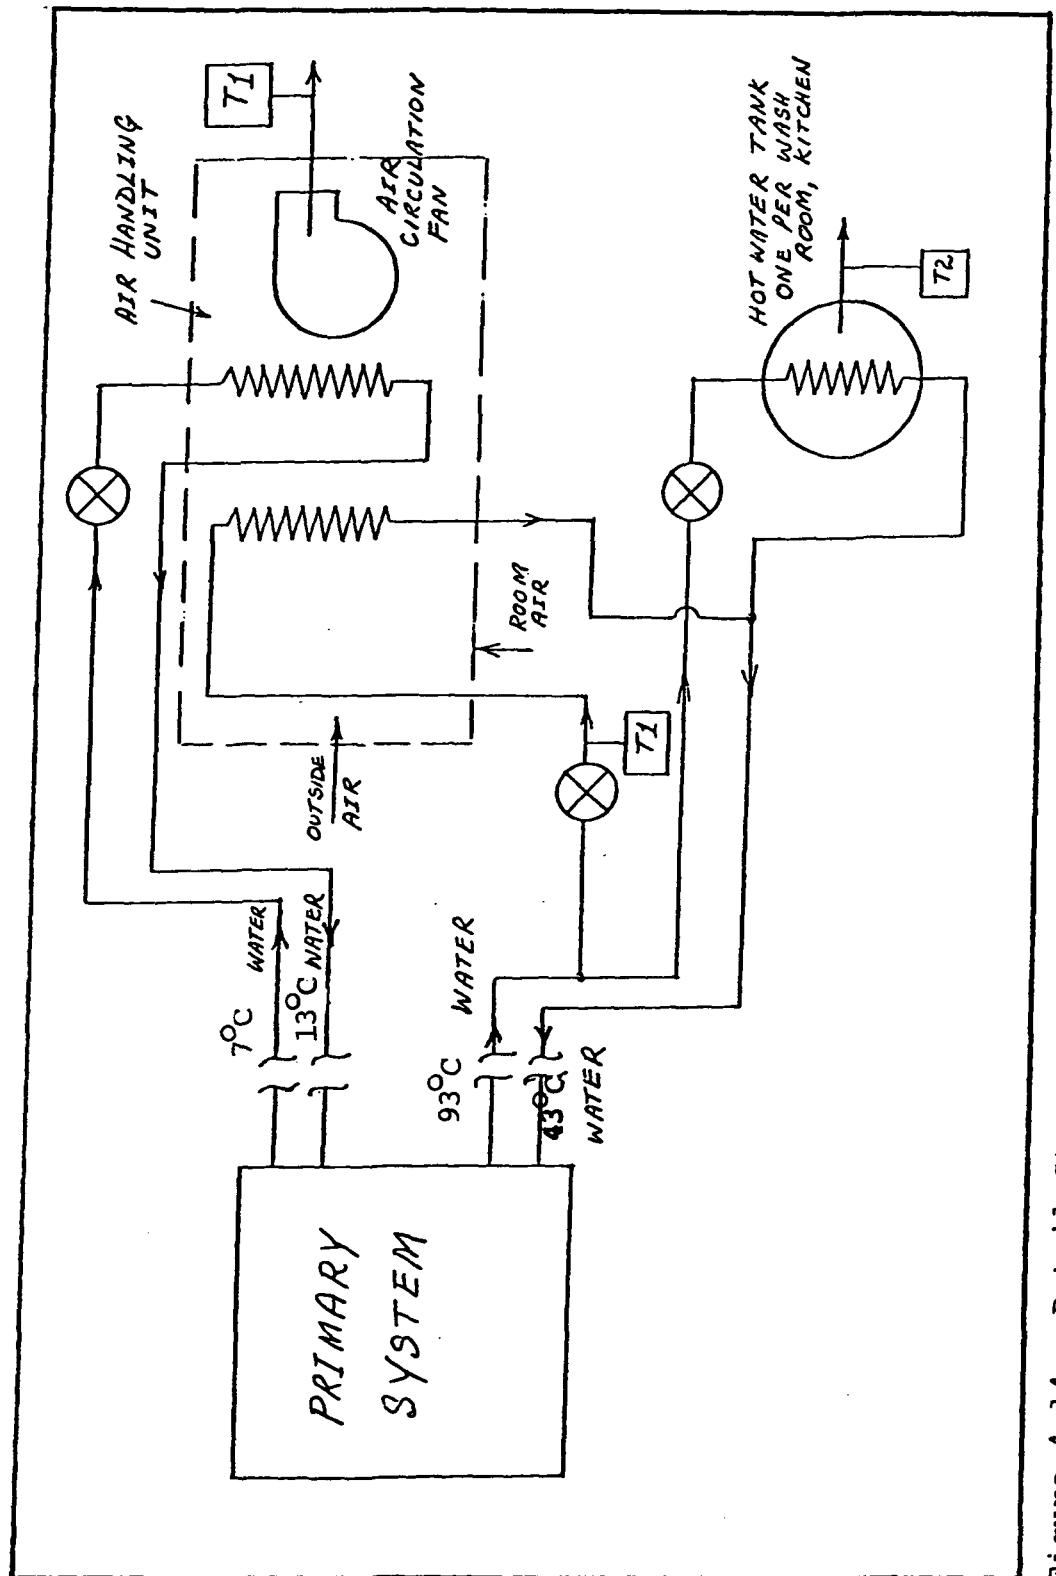 T1
AIR HANDLING
UNIT
AIR
CIRCULATION
FAN
HOT WATER TANK
ONE PER WASH
ROOM, KITCHEN
T2
ROOM
AIR
OUTSIDE
AIR
T1
7°C
WATER
13°C WATER
93°C
WATER
43°C
WATER
PRIMARY
SYSTEM